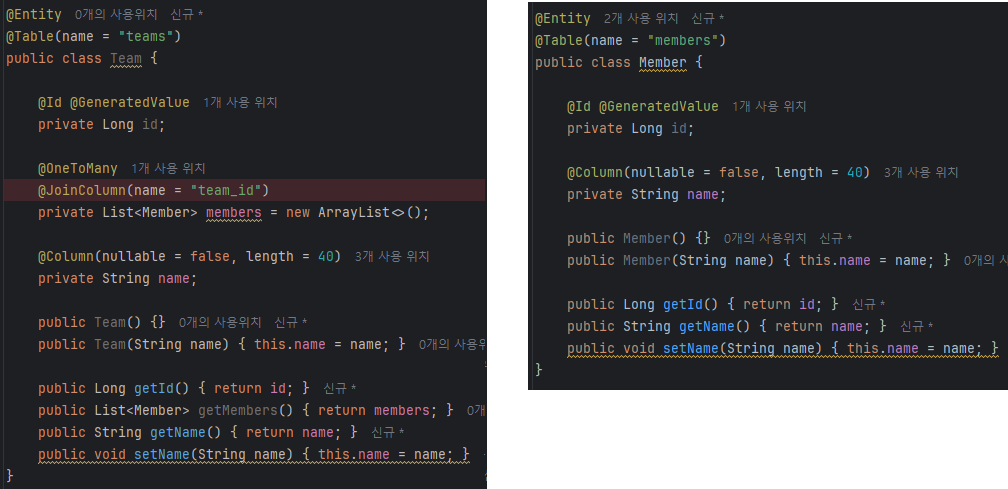 @Entity 0개의 사용위치 신규 *
@Table(name = "teams")
public class Team {
@Id @GeneratedValue 1개 사용 위치
private Long id;
@OneToMany 1개 사용 위치
@JoinColumn(name = "team_id")
private List<Member> members = new ArrayList<>();
@Column(nullable = false, length = 40) 3개 사용 위치
private String name;
public Team() {} 0개의 사용위치 신규 *
public Team(String name) { this.name = name; } 0개의 사용위
public Long getId() { return id; } 신규 *
public List<Member> getMembers() { return members; } 0개
public String getName() { return name; } 신규 *
public void setName(String name) { this.name = name; }
}
@Entity 2개 사용 위치 신규 *
@Table(name = "members")
public class Member {
@Id @GeneratedValue 1개 사용 위치
private Long id;
@Column(nullable = false, length = 40) 3개 사용 위치
private String name;
public Member() {} 0개의 사용위치 신규 *
public Member(String name) { this.name = name; } 0개의 사
public Long getId() { return id; } 신규 *
public String getName() { return name; } 신규 *
public void setName(String name) { this.name = name; }
}